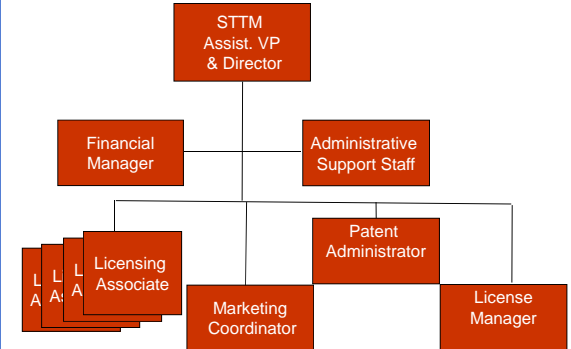 STTM
Assist. VP
& Director
Financial
Manager
Administrative
Support Staff
Licensing
Associate
Patent
Administrator
Marketing
Coordinator
License
Manager